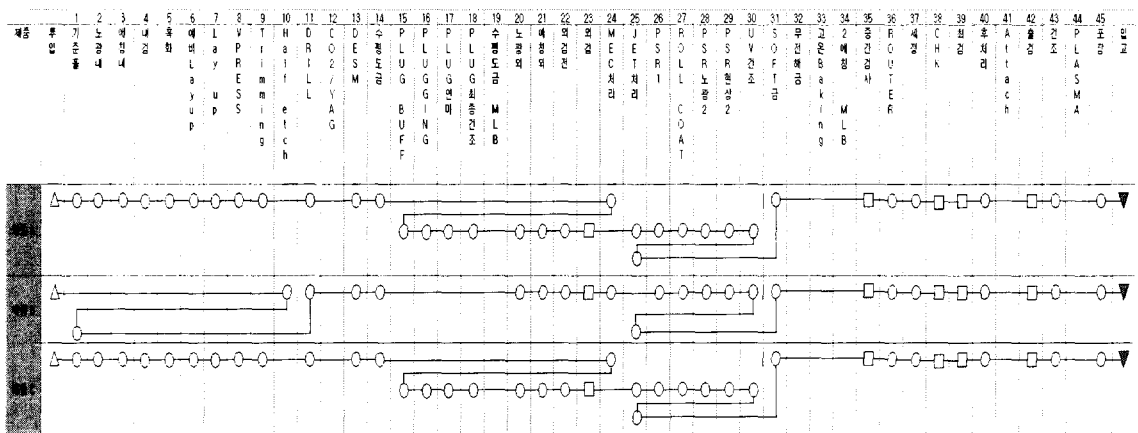 제품
투입
1 기준홀
2 노광내
3 에칭내
4 내검
5 흑화
6 예비Layup
7 Lay up
8 VPRESS
9 Trimming
10 Half etch
11 DRILL
12 CO2/YAG
13 DESM
14 수평도금
15 PLUG BUFF
16 PLUGGING
17 PLUG연마
18 PLUG최종건조
19 수평도금 MLB
20 노광외
21 에칭외
22 외검전
23 외검
24 MEC처리
25 JET처리
26 PSR1
27 ROLL COAT
28 PSR노광2
29 PSR현상2
30 UV건조
31 SOFT금
32 무전해금
33 고온Baking
34 2에칭 MLB
35 중간검사
36 ROUTER
37 세정
38 CHK
39 최검
40 후처리
41 Attach
42 출검
43 건조
44 PLASMA
45 포장
입고